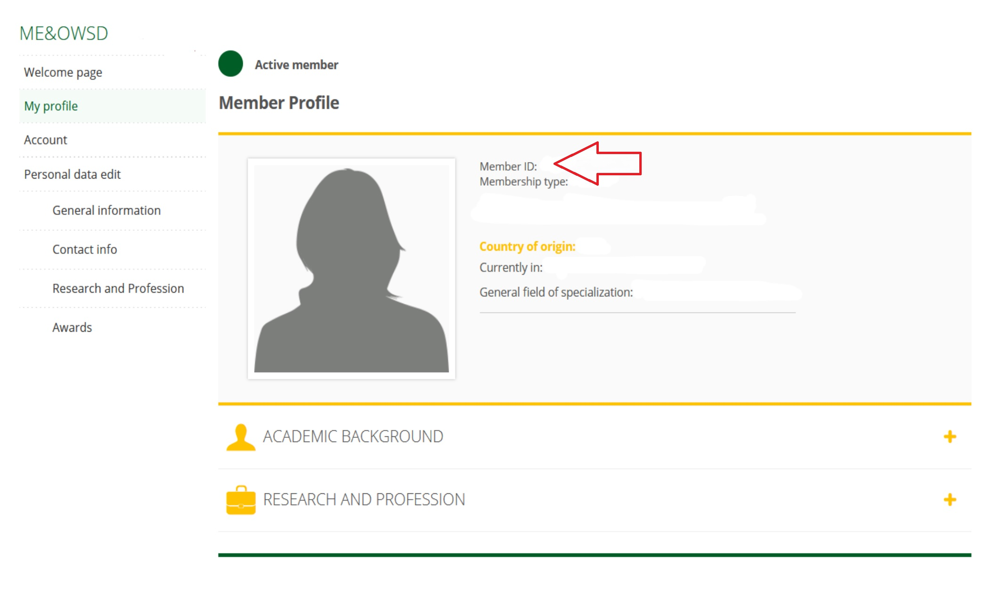 ME&OWSD
Welcome page
My profile
Account
Personal data edit
General information
Contact info
Research and Profession
Awards
Active member
Member Profile
Member ID:
Membership type:
Country of origin:
Currently in:
General field of specialization:
ACADEMIC BACKGROUND
RESEARCH AND PROFESSION